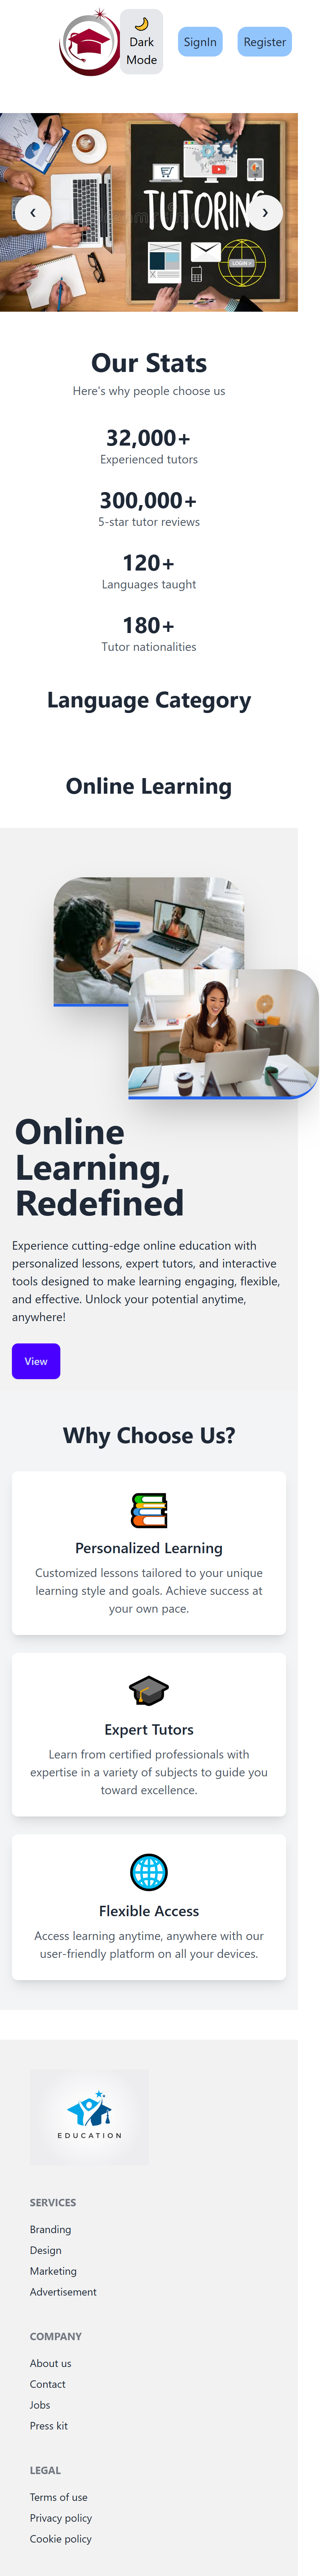 Dark
Mode
SignIn
Register
TUTORING
LOGIN
❮
❯
Our Stats
Here's why people choose us
32,000+
Experienced tutors
300,000+
5-star tutor reviews
120+
Languages taught
180+
Tutor nationalities
Language Category
Online Learning
Online
Learning,
Redefined
Experience cutting-edge online education with
personalized lessons, expert tutors, and interactive
tools designed to make learning engaging, flexible,
and effective. Unlock your potential anytime,
anywhere!
View
Why Choose Us?
Personalized Learning
Customized lessons tailored to your unique
learning style and goals. Achieve success at
your own pace.
Expert Tutors
Learn from certified professionals with
expertise in a variety of subjects to guide you
toward excellence.
Flexible Access
Access learning anytime, anywhere with our
user-friendly platform on all your devices.
EDUCATION
SERVICES
Branding
Design
Marketing
Advertisement
COMPANY
About us
Contact
Jobs
Press kit
LEGAL
Terms of use
Privacy policy
Cookie policy